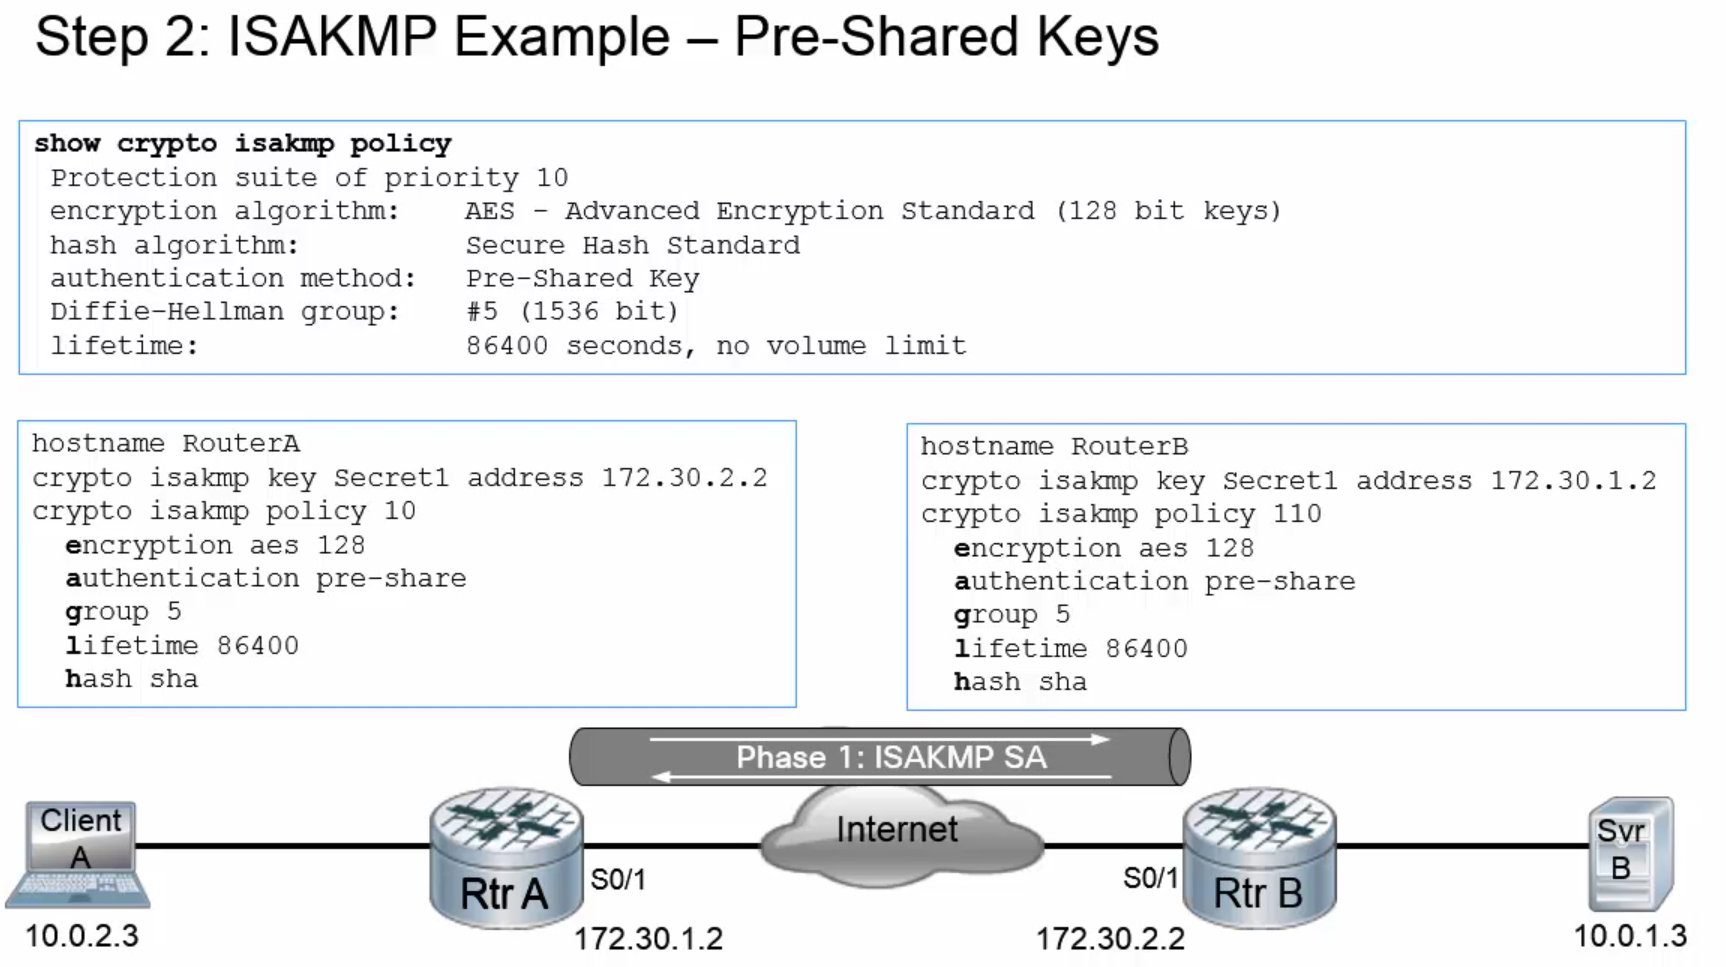 Step 2: ISAKMP Example – Pre-Shared Keys
show crypto isakmp policy
Protection suite of priority 10
encryption algorithm: AES - Advanced Encryption Standard (128 bit keys)
hash algorithm: Secure Hash Standard
authentication method: Pre-Shared Key
Diffie-Hellman group: #5 (1536 bit)
lifetime: 86400 seconds, no volume limit
hostname RouterA
crypto isakmp key Secret1 address 172.30.2.2
crypto isakmp policy 10
encryption aes 128
authentication pre-share
group 5
lifetime 86400
hash sha
hostname RouterB
crypto isakmp key Secret1 address 172.30.1.2
crypto isakmp policy 110
encryption aes 128
authentication pre-share
group 5
lifetime 86400
hash sha
Phase 1: ISAKMP SA
Client
A
10.0.2.3
Rtr A
S0/1
172.30.1.2
Internet
S0/1
172.30.2.2
Rtr B
Svr
B
10.0.1.3